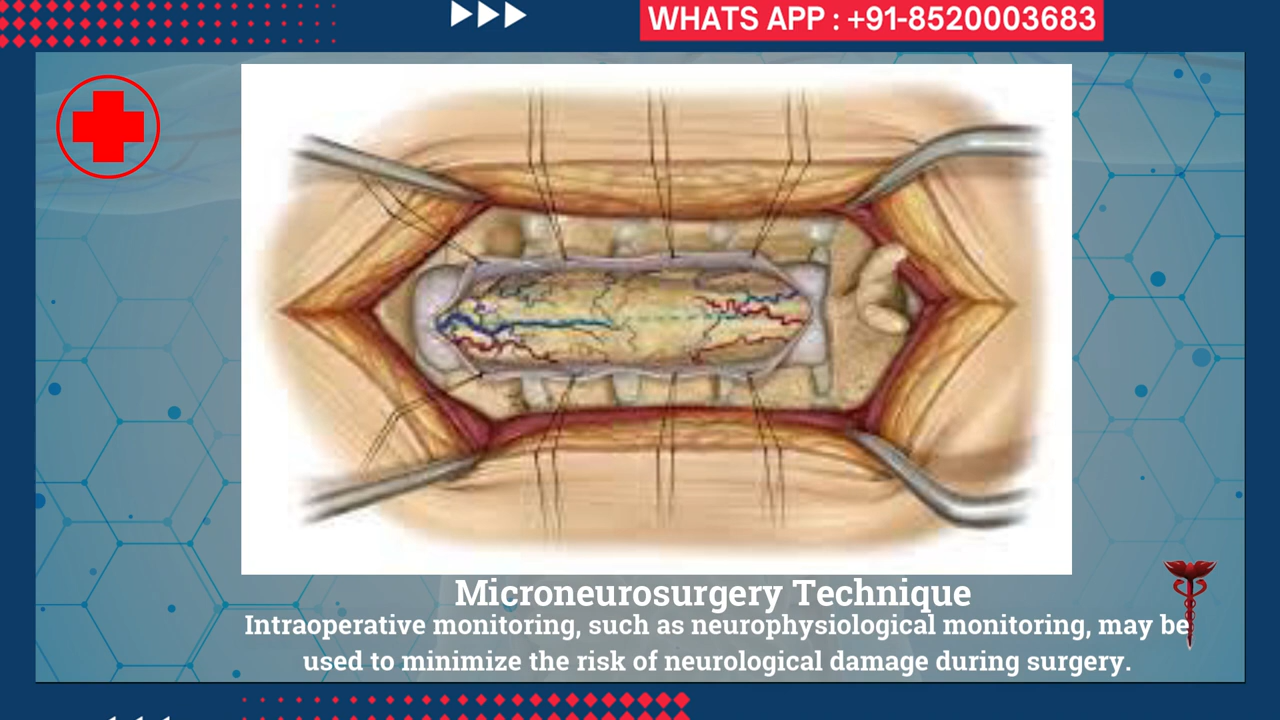 WHATS APP : +91-8520003683
Microneurosurgery Technique
Intraoperative monitoring, such as neurophysiological monitoring, may be
used to minimize the risk of neurological damage during surgery.